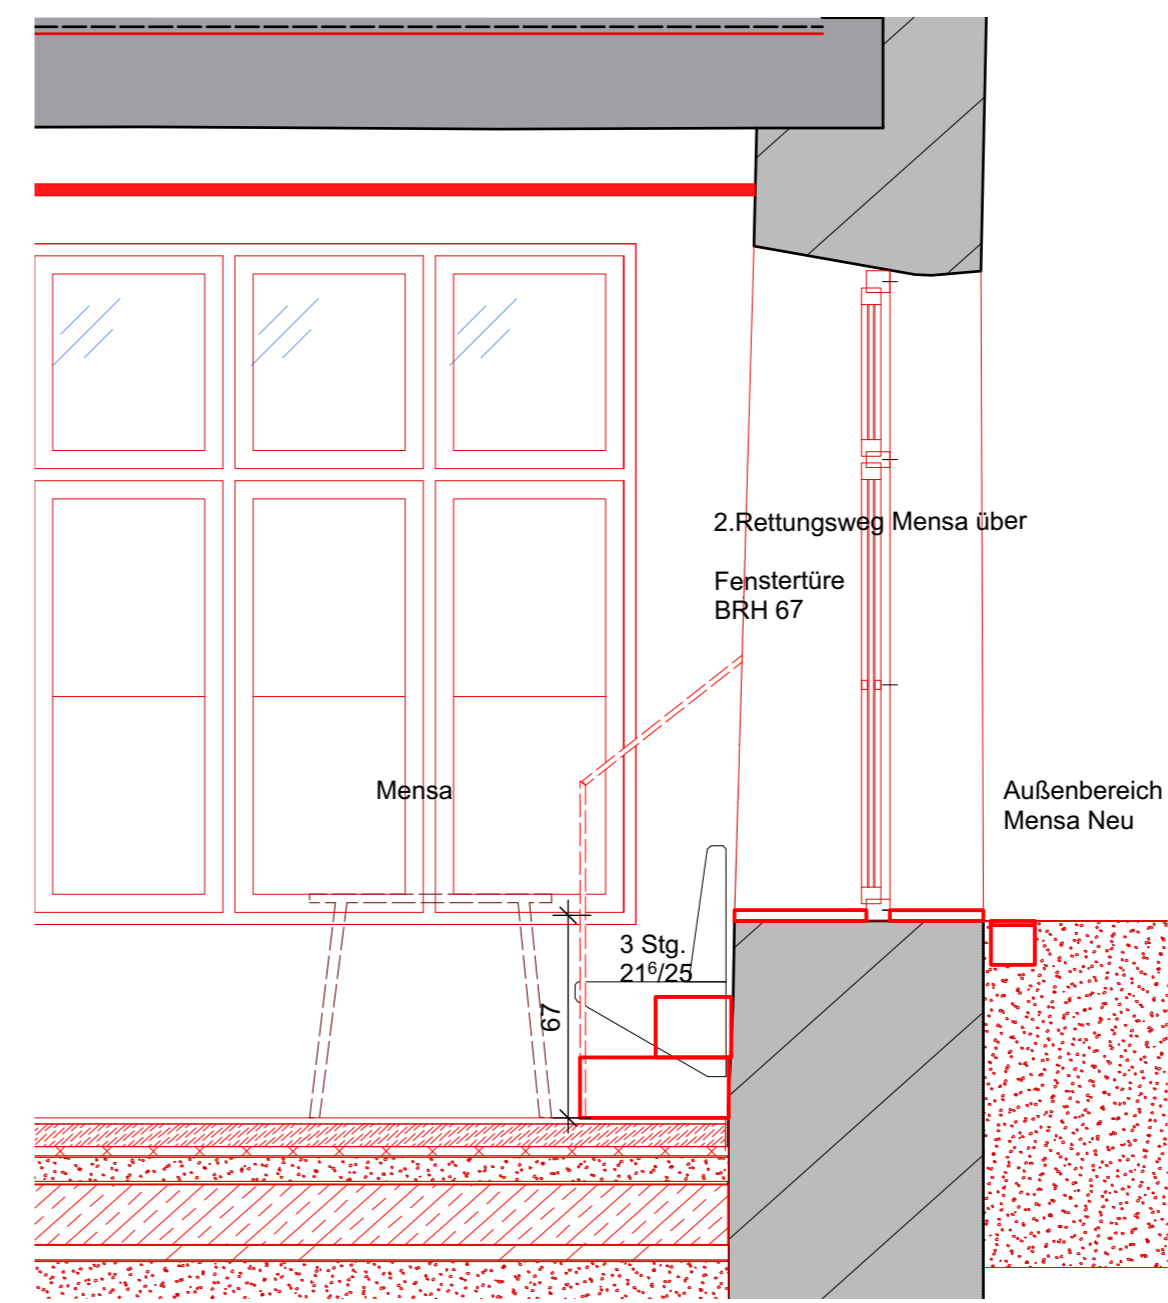 2.Rettungsweg Mensa über
Fenstertüre
BRH 67
Mensa
Außenbereich
Mensa Neu
3 Stg.
21⁶/25
67